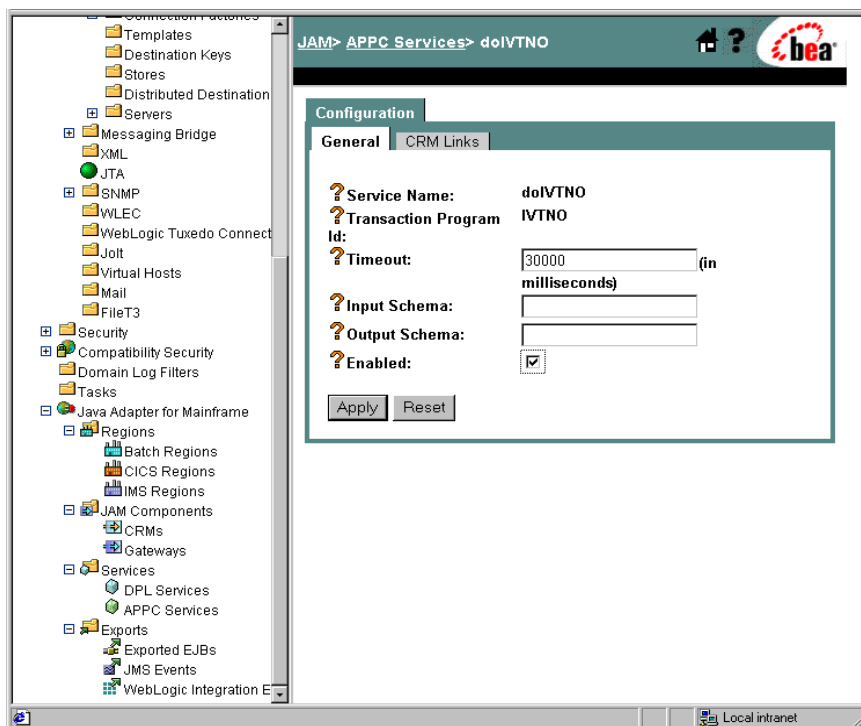 Connection Factories
Templates
Destination Keys
Stores
Distributed Destination
Servers
Messaging Bridge
XML
JTA
SNMP
WLEC
WebLogic Tuxedo Connect
Jolt
Virtual Hosts
Mail
FileT3
Security
Compatibility Security
Domain Log Filters
Tasks
Java Adapter for Mainframe
Regions
Batch Regions
CICS Regions
IMS Regions
JAM Components
CRMs
Gateways
Services
DPL Services
APPC Services
Exports
Exported EJBs
JMS Events
WebLogic Integration E
JAM> APPC Services> doIVTNO
?
bea
Configuration
General CRM Links
?Service Name: doIVTNO
?Transaction Program Id: IVTNO
?Timeout: 30000 (in milliseconds)
?Input Schema:
?Output Schema:
?Enabled:
Apply Reset
Local intranet